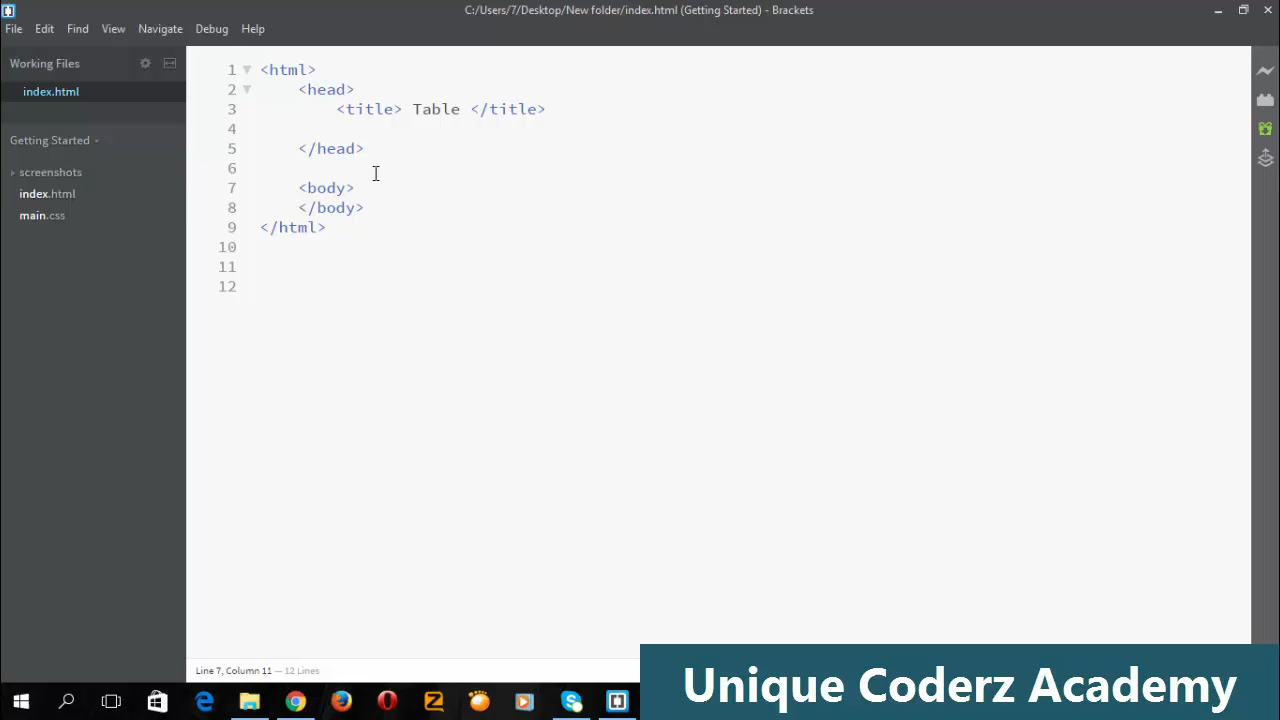 C:/Users/7/Desktop/New folder/index.html (Getting Started) - Brackets
File Edit Find View Navigate Debug Help
Working Files
index.html
Getting Started
screenshots
index.html
main.css
1 <html>
2 <head>
3 <title> Table </title>
4
5 </head>
6
7 <body>
8 </body>
9 </html>
10
11
12
Line 7, Column 11 — 12 Lines
Unique Coderz Academy